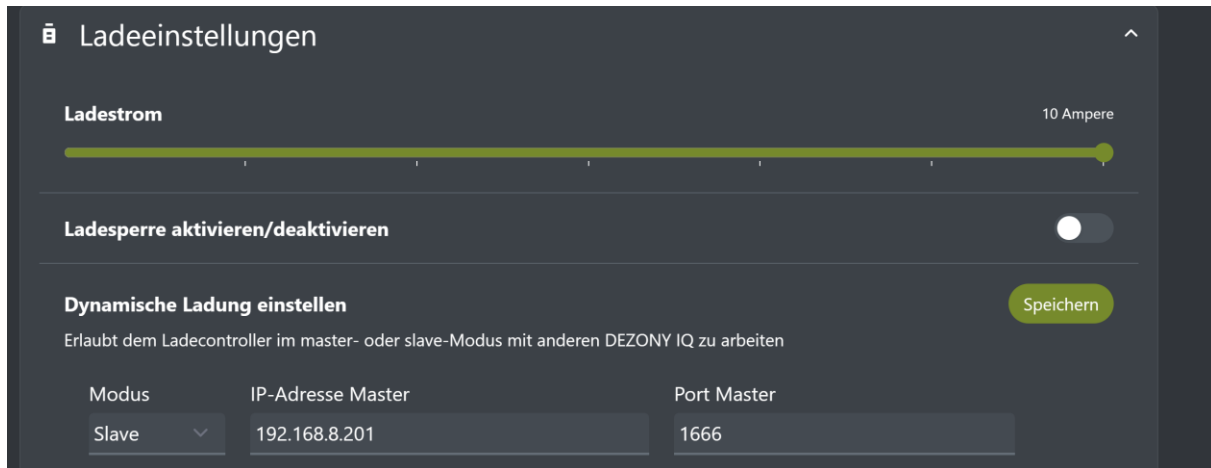 Ladeeinstellungen
Ladestrom
10 Ampere
Ladesperre aktivieren/deaktivieren
Dynamische Ladung einstellen
Speichern
Erlaubt dem Ladecontroller im master- oder slave-Modus mit anderen DEZONY IQ zu arbeiten
Modus IP-Adresse Master Port Master
Slave 192.168.8.201 1666